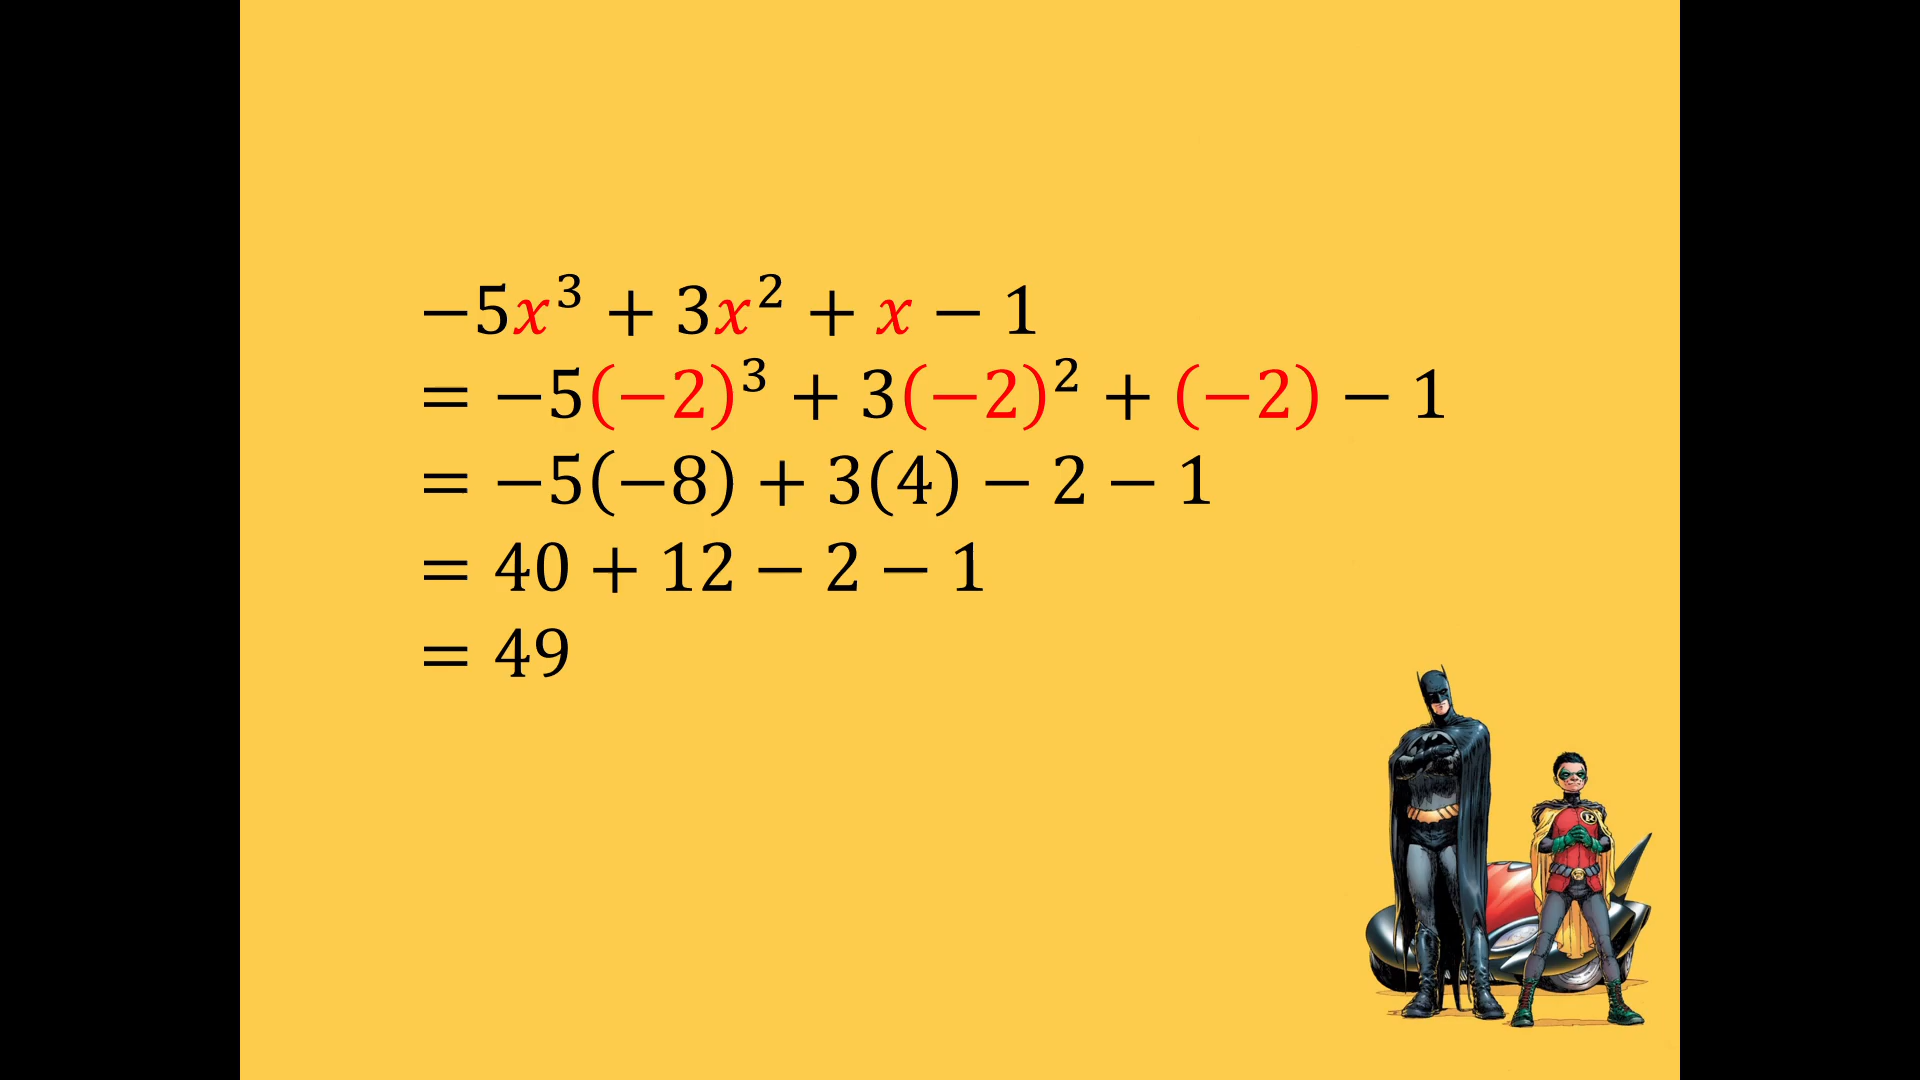 −5x³ + 3x² + x − 1
= −5(−2)³ + 3(−2)² + (−2) − 1
= −5(−8) + 3(4) − 2 − 1
= 40 + 12 − 2 − 1
= 49
R